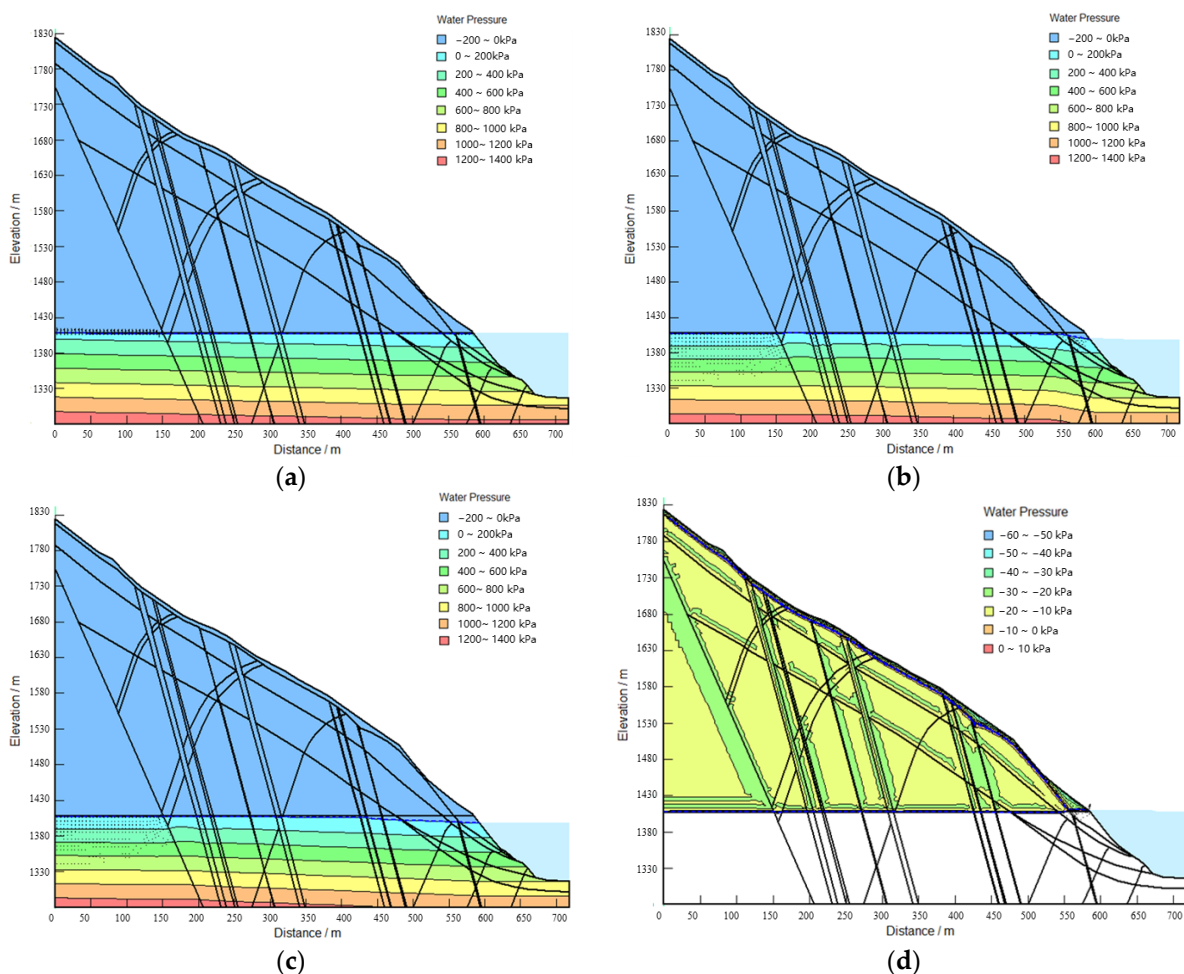 Water Pressure
−200 ~ 0kPa
0 ~ 200kPa
200 ~ 400 kPa
400 ~ 600 kPa
600~ 800 kPa
800~ 1000 kPa
1000~ 1200 kPa
1200~ 1400 kPa
1830
1780
1730
1680
1630
1580
1530
1480
1430
1380
1330
Elevation / m
0 50 100 150 200 250 300 350 400 450 500 550 600 650 700
Distance / m
(a)
Water Pressure
−200 ~ 0kPa
0 ~ 200kPa
200 ~ 400 kPa
400 ~ 600 kPa
600~ 800 kPa
800~ 1000 kPa
1000~ 1200 kPa
1200~ 1400 kPa
1830
1780
1730
1680
1630
1580
1530
1480
1430
1380
1330
Elevation / m
0 50 100 150 200 250 300 350 400 450 500 550 600 650 700
Distance / m
(b)
Water Pressure
−200 ~ 0kPa
0 ~ 200kPa
200 ~ 400 kPa
400 ~ 600 kPa
600~ 800 kPa
800~ 1000 kPa
1000~ 1200 kPa
1200~ 1400 kPa
1830
1780
1730
1680
1630
1580
1530
1480
1430
1380
1330
Elevation / m
0 50 100 150 200 250 300 350 400 450 500 550 600 650 700
Distance / m
(c)
Water Pressure
−60 ~ −50 kPa
−50 ~ −40 kPa
−40 ~ −30 kPa
−30 ~ −20 kPa
−20 ~ −10 kPa
−10 ~ 0 kPa
0 ~ 10 kPa
1830
1780
1730
1680
1630
1580
1530
1480
1430
1380
1330
Elevation / m
0 50 100 150 200 250 300 350 400 450 500 550 600 650 700
Distance / m
(d)